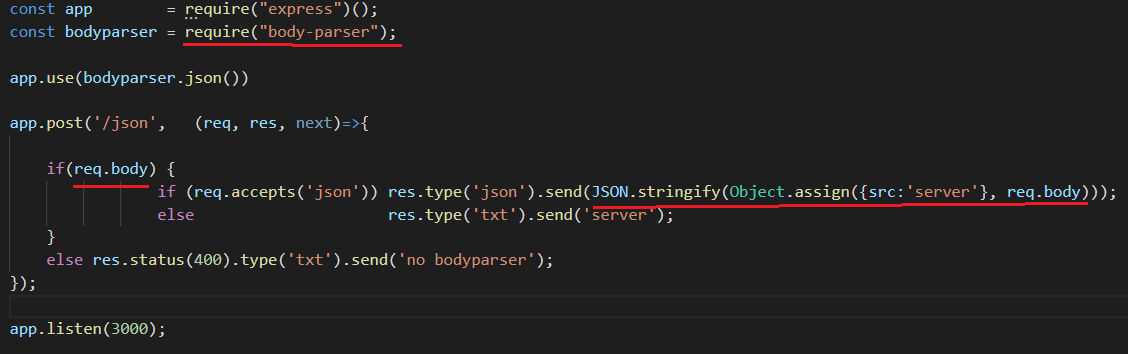 const app        = require("express")();
const bodyparser = require("body-parser");
app.use(bodyparser.json())
app.post('/json',   (req, res, next)=>{
    if(req.body) {
                if (req.accepts('json')) res.type('json').send(JSON.stringify(Object.assign({src:'server'}, req.body)));
                else                     res.type('txt').send('server');
    }
    else res.status(400).type('txt').send('no bodyparser');
});
app.listen(3000);